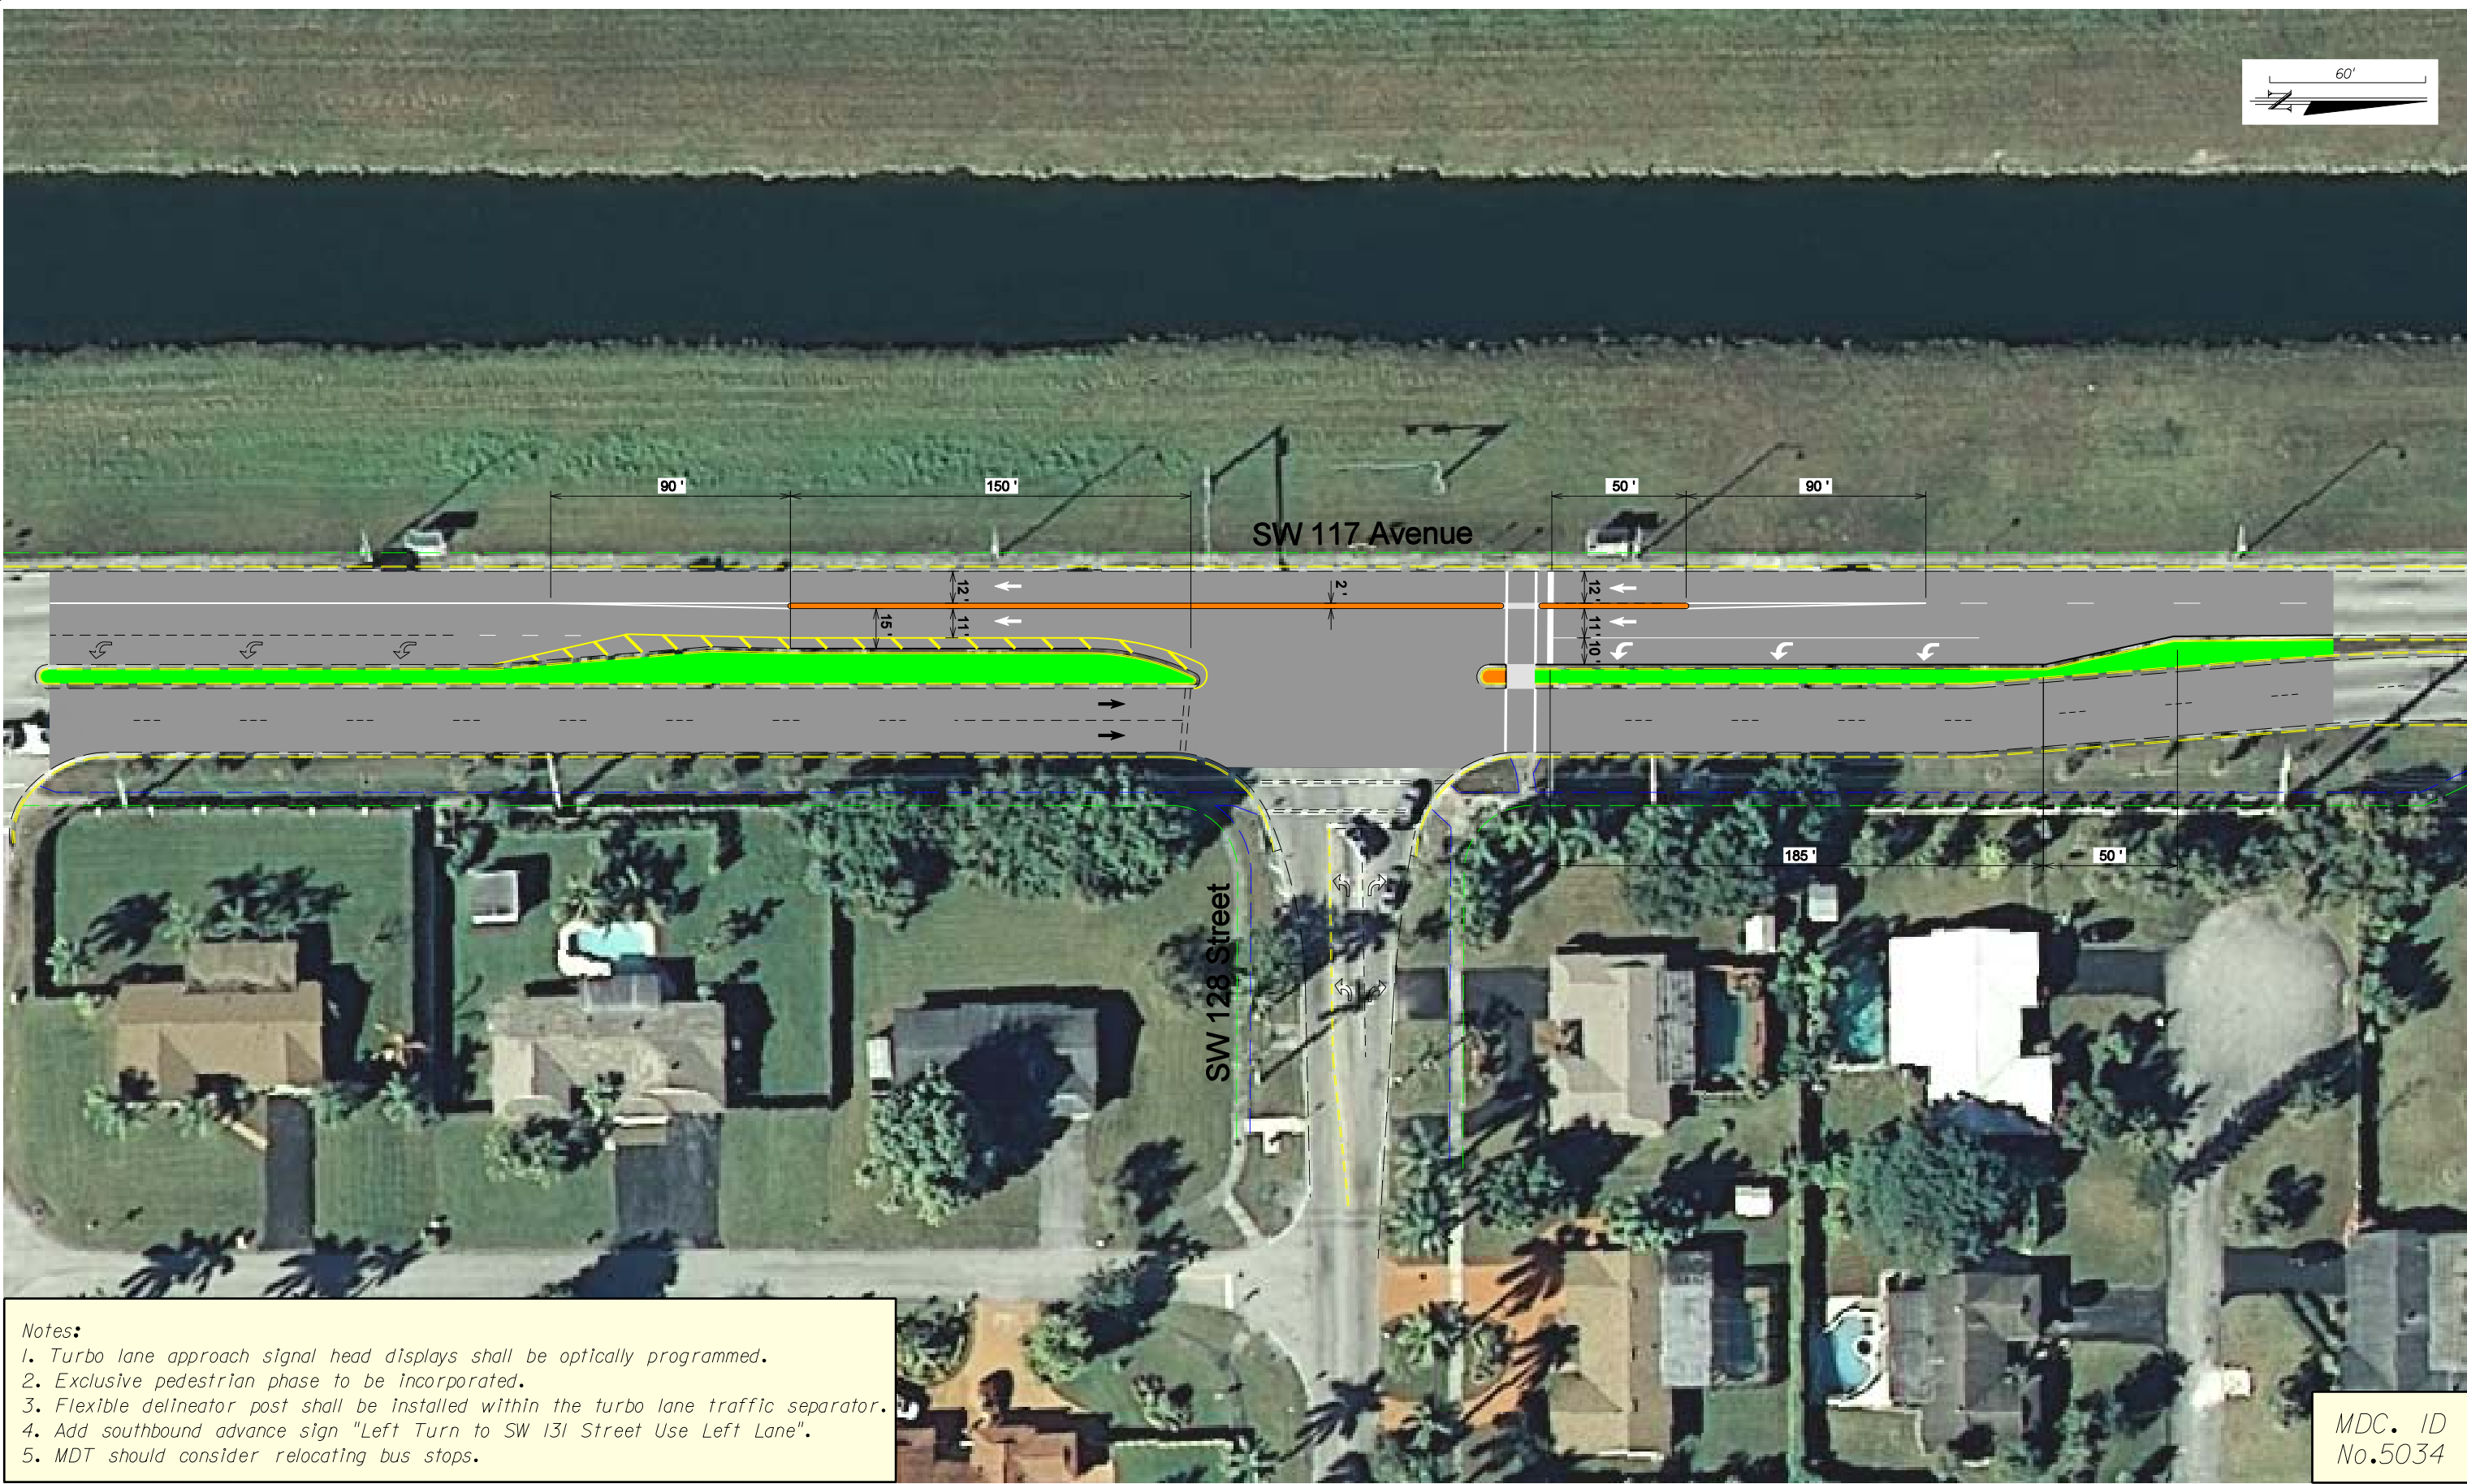 60'
N
90 '
150 '
50 '
90 '
SW 117 Avenue
12 '
2 '
12 '
15 '
11 '
11 '
10 '
185 '
50 '
SW 128 Street
Notes:
1. Turbo lane approach signal head displays shall be optically programmed.
2. Exclusive pedestrian phase to be incorporated.
3. Flexible delineator post shall be installed within the turbo lane traffic separator.
4. Add southbound advance sign "Left Turn to SW 131 Street Use Left Lane".
5. MDT should consider relocating bus stops.
MDC. ID
No.5034